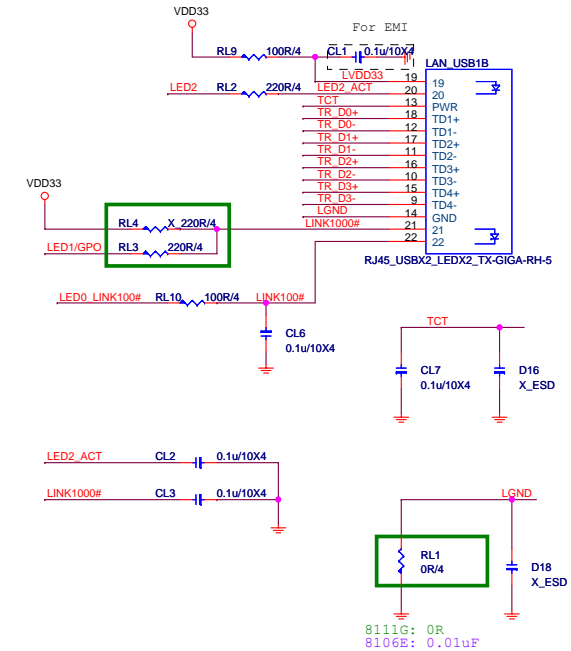 VDD33
For EMI
RL9 100R/4 CL1 0.1u/10X4
LAN_USB1B
LVDD33 19 19
LED2 RL2 220R/4 LED2_ACT 20 20
TCT 13 PWR
TR_D0+ 18 TD1+
TR_D0- 12 TD1-
TR_D1+ 17 TD2+
TR_D1- 11 TD2-
TR_D2+ 16 TD3+
TR_D2- 10 TD3-
TR_D3+ 15 TD4+
TR_D3- 9 TD4-
LGND 14 GND
VDD33
RL4 X_220R/4 LINK1000# 21 21
22 22
LED1/GPO RL3 220R/4
RJ45_USBX2_LEDX2_TX-GIGA-RH-5
LED0_LINK100# RL10 100R/4 LINK100#
CL6
0.1u/10X4
TCT
CL7
0.1u/10X4
D16
X_ESD
LED2_ACT CL2 0.1u/10X4
LINK1000# CL3 0.1u/10X4
LGND
RL1
0R/4
D18
X_ESD
8111G: 0R
8106E: 0.01uF